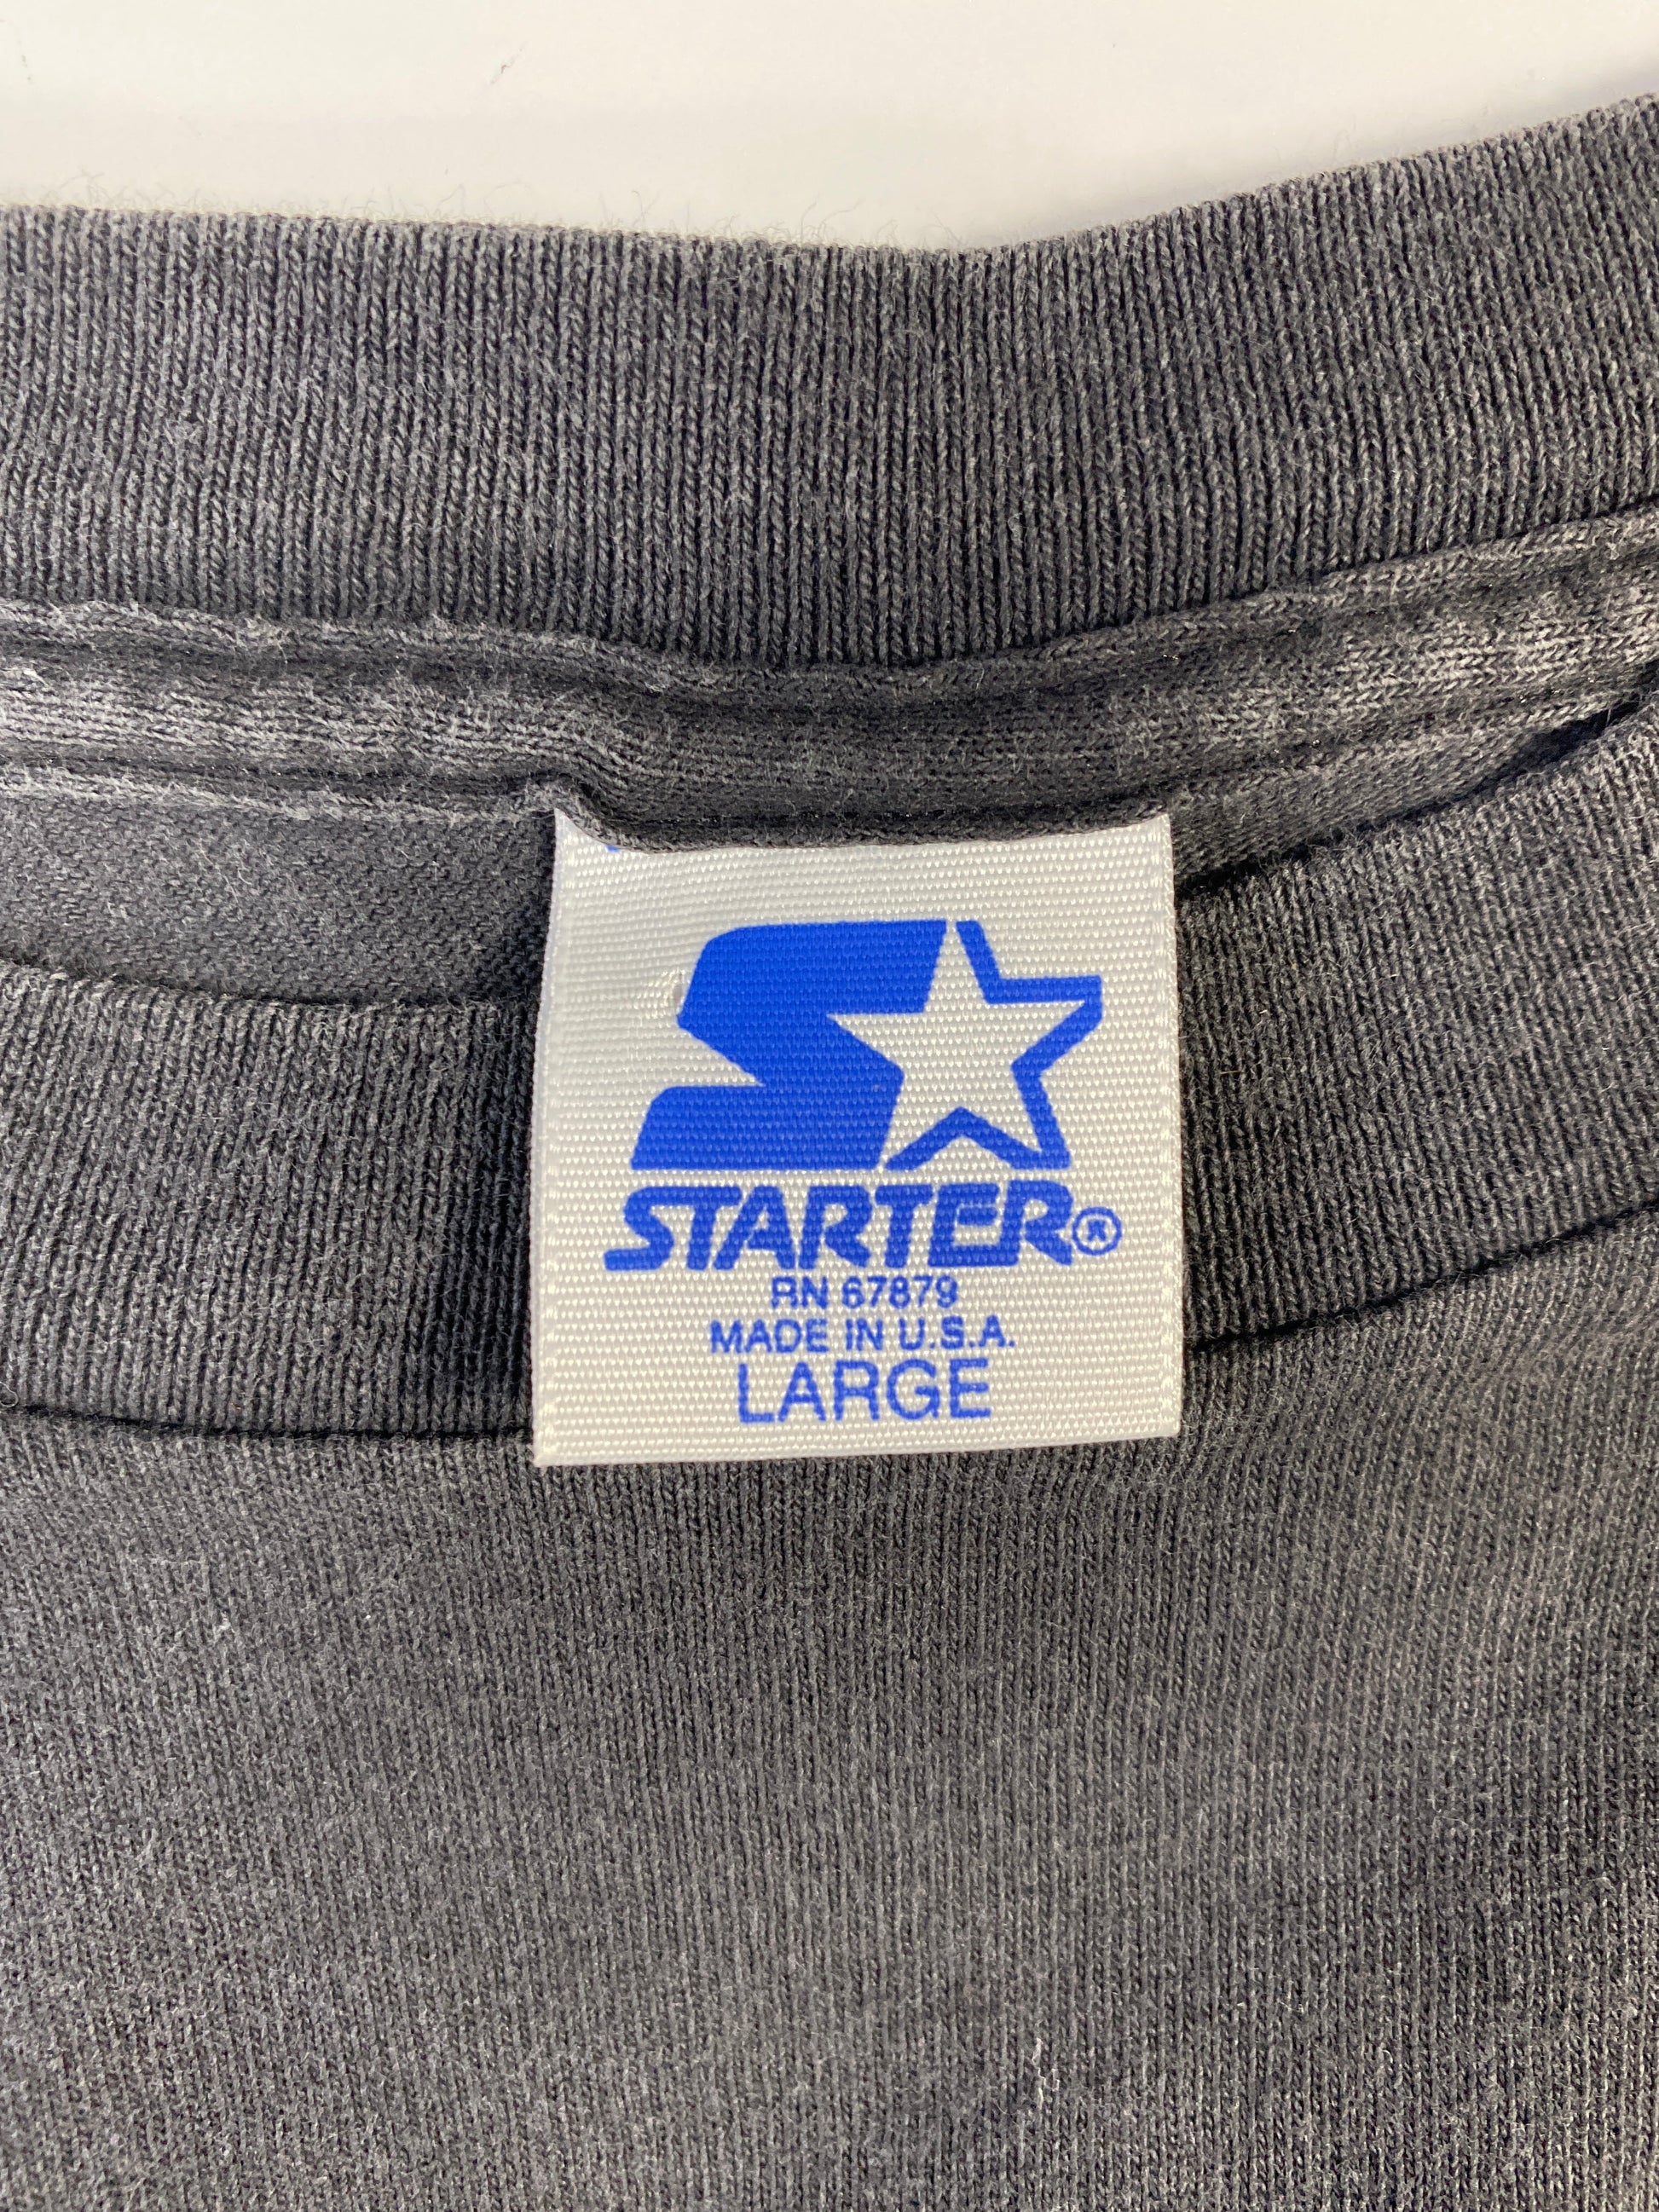 STARTER®
RN 67879
MADE IN U.S.A.
LARGE